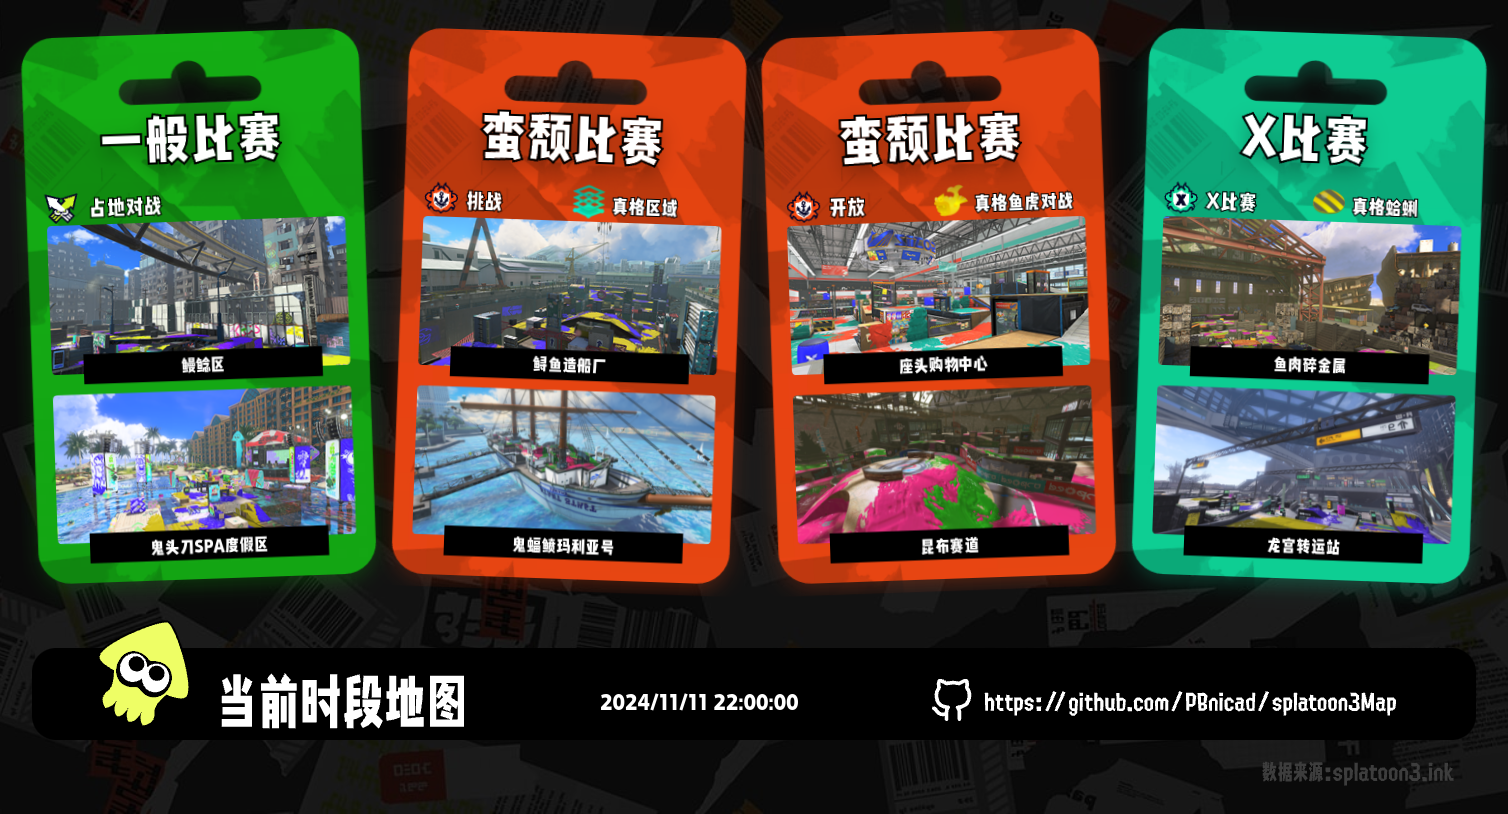 一般比赛
占地对战
鳗鲶区
鬼头刀SPA度假区
蛮颓比赛
挑战
真格区域
鲟鱼造船厂
鬼蝠鲼玛利亚号
蛮颓比赛
开放
真格鱼虎对战
座头购物中心
昆布赛道
X比赛
X比赛
真格蛤蜊
鱼肉碎金属
龙宫转运站
当前时段地图
2024/11/11 22:00:00
https://github.com/PBnicad/splatoon3Map
数据来源:splatoon3.ink